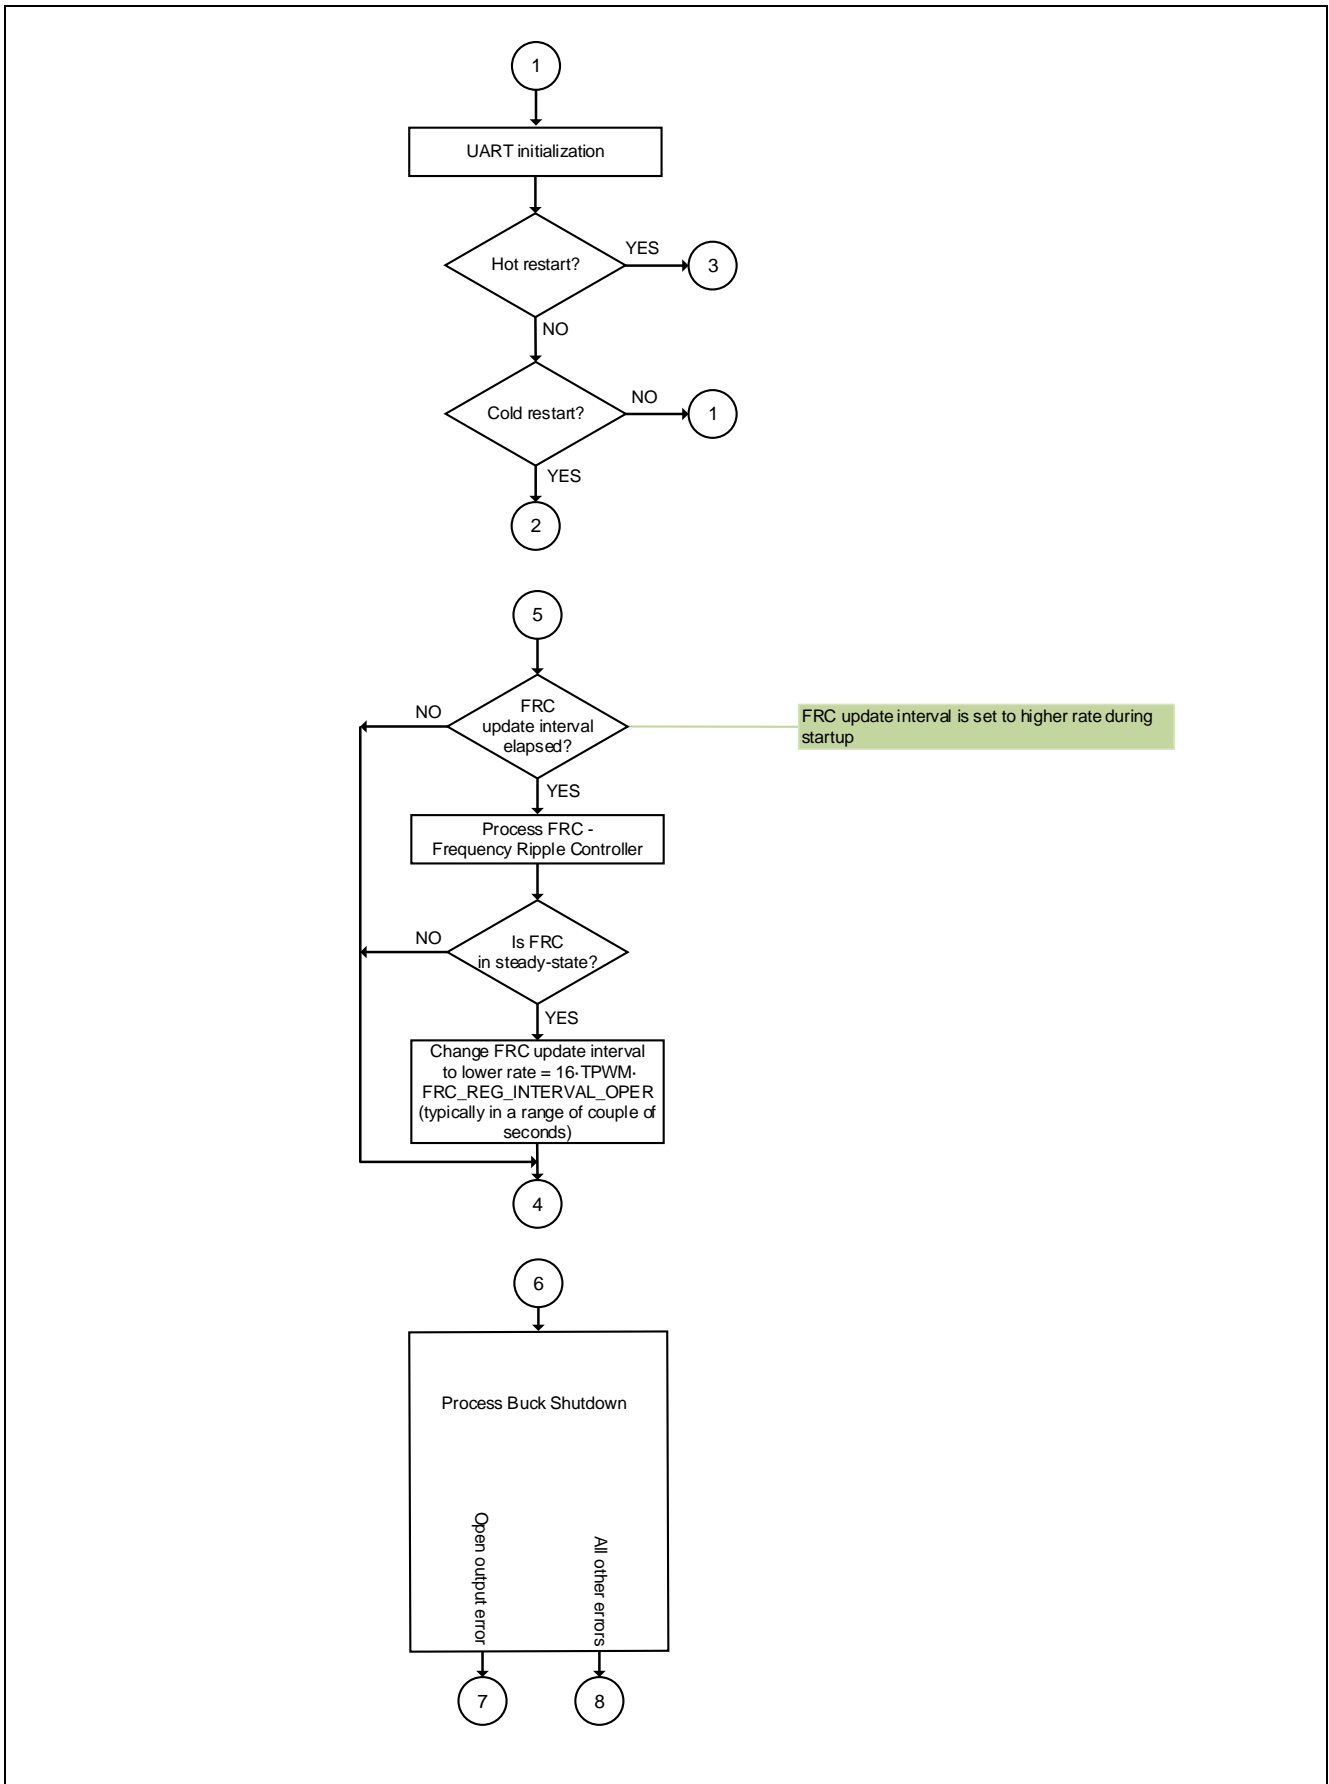 1
UART initialization
Hot restart?
YES
3
NO
Cold restart?
NO
1
YES
2
5
FRC
update interval
elapsed?
NO
FRC update interval is set to higher rate during
startup
YES
Process FRC -
Frequency Ripple Controller
Is FRC
in steady-state?
NO
YES
Change FRC update interval
to lower rate = 16·TPWM·
FRC_REG_INTERVAL_OPER
(typically in a range of couple of
seconds)
4
6
Process Buck Shutdown
Open output error
All other errors
7
8